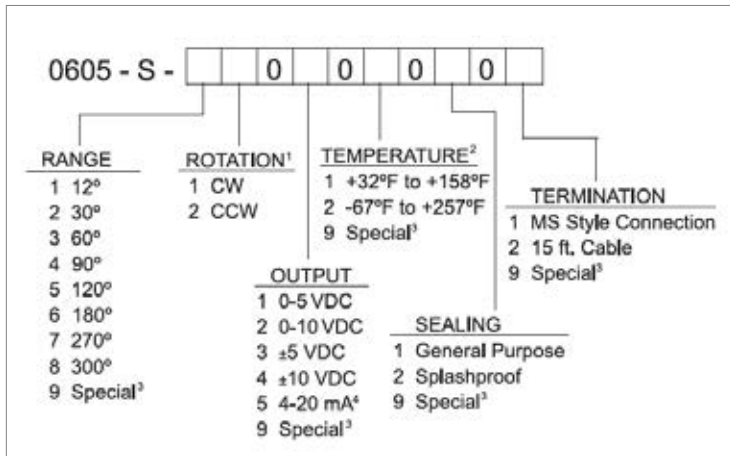 0605 - S - 0 0 0 0
RANGE
1 12º
2 30º
3 60º
4 90º
5 120º
6 180º
7 270º
8 300º
9 Special³
ROTATION¹
1 CW
2 CCW
OUTPUT
1 0-5 VDC
2 0-10 VDC
3 ±5 VDC
4 ±10 VDC
5 4-20 mA⁴
9 Special³
TEMPERATURE²
1 +32ºF to +158ºF
2 -67ºF to +257ºF
9 Special³
SEALING
1 General Purpose
2 Splashproof
9 Special³
TERMINATION
1 MS Style Connection
2 15 ft. Cable
9 Special³